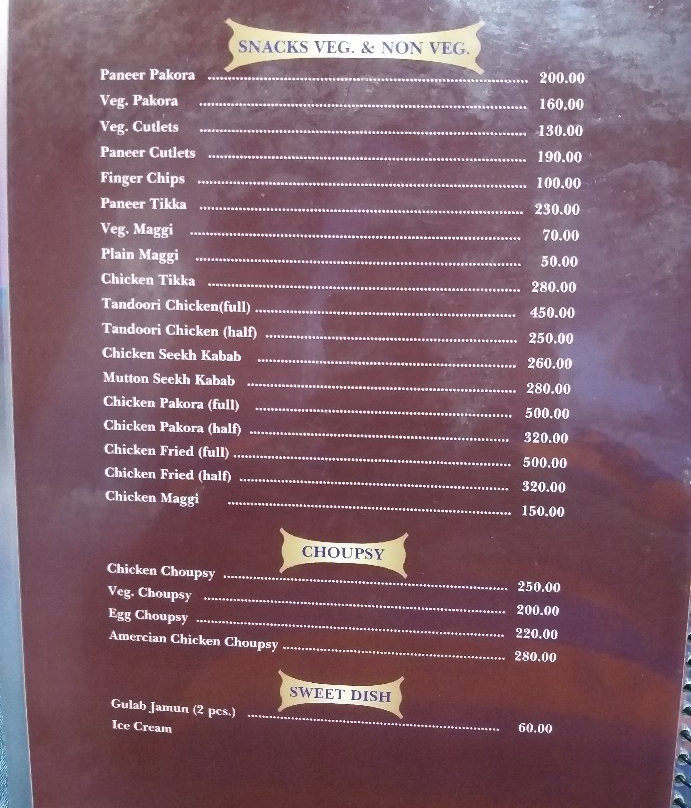 SNACKS VEG. & NON VEG.
Paneer Pakora 200.00
Veg. Pakora 160.00
Veg. Cutlets 130.00
Paneer Cutlets 190.00
Finger Chips 100.00
Paneer Tikka 230.00
Veg. Maggi 70.00
Plain Maggi 50.00
Chicken Tikka 280.00
Tandoori Chicken(full) 450.00
Tandoori Chicken (half) 250.00
Chicken Seekh Kabab 260.00
Mutton Seekh Kabab 280.00
Chicken Pakora (full) 500.00
Chicken Pakora (half) 320.00
Chicken Fried (full) 500.00
Chicken Fried (half) 320.00
Chicken Maggi 150.00
CHOUPSY
Chicken Choupsy 250.00
Veg. Choupsy 200.00
Egg Choupsy 220.00
Amercian Chicken Choupsy 280.00
SWEET DISH
Gulab Jamun (2 pcs.) 60.00
Ice Cream